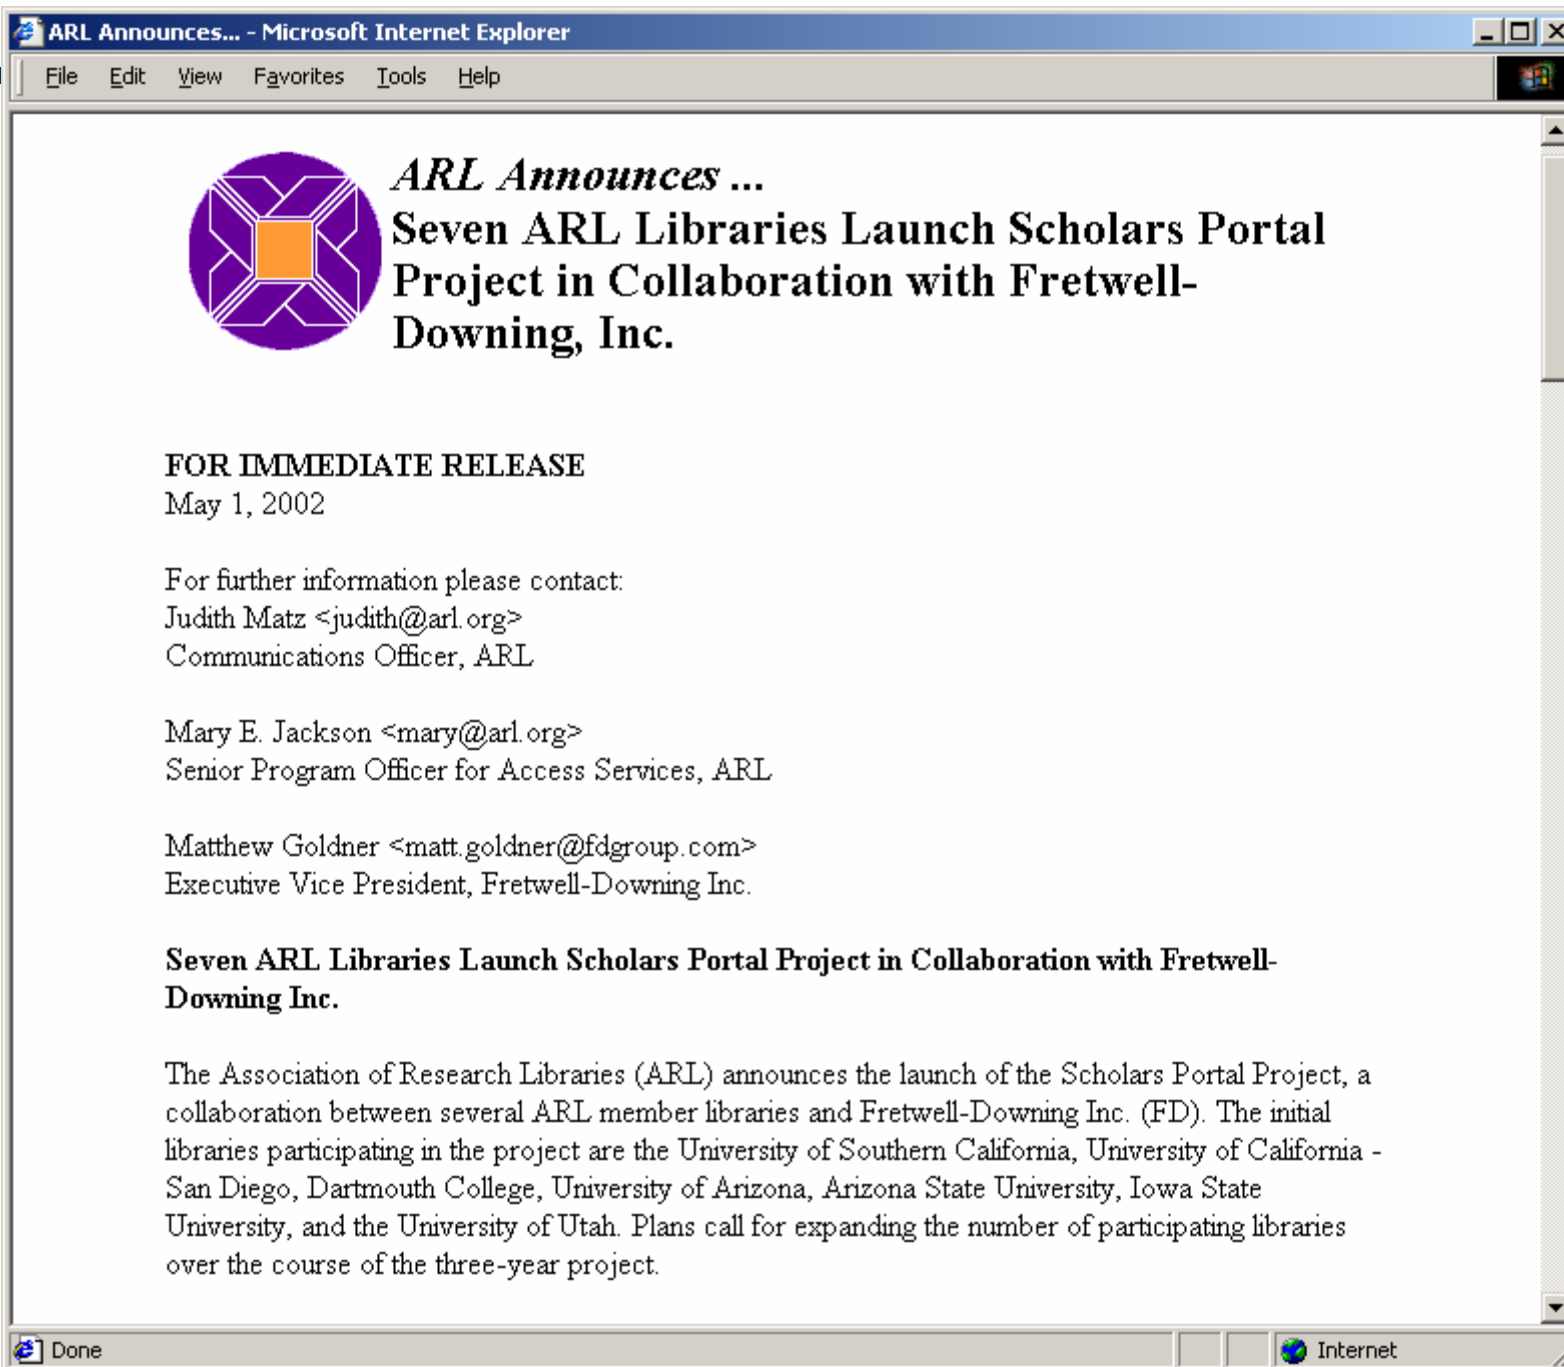 ARL Announces... - Microsoft Internet Explorer
File Edit View Favorites Tools Help
ARL Announces ...
Seven ARL Libraries Launch Scholars Portal
Project in Collaboration with Fretwell-
Downing, Inc.
FOR IMMEDIATE RELEASE
May 1, 2002
For further information please contact:
Judith Matz <judith@arl.org>
Communications Officer, ARL
Mary E. Jackson <mary@arl.org>
Senior Program Officer for Access Services, ARL
Matthew Goldner <matt.goldner@fdgroup.com>
Executive Vice President, Fretwell-Downing Inc.
Seven ARL Libraries Launch Scholars Portal Project in Collaboration with Fretwell-
Downing Inc.
The Association of Research Libraries (ARL) announces the launch of the Scholars Portal Project, a
collaboration between several ARL member libraries and Fretwell-Downing Inc. (FD). The initial
libraries participating in the project are the University of Southern California, University of California -
San Diego, Dartmouth College, University of Arizona, Arizona State University, Iowa State
University, and the University of Utah. Plans call for expanding the number of participating libraries
over the course of the three-year project.
Done Internet